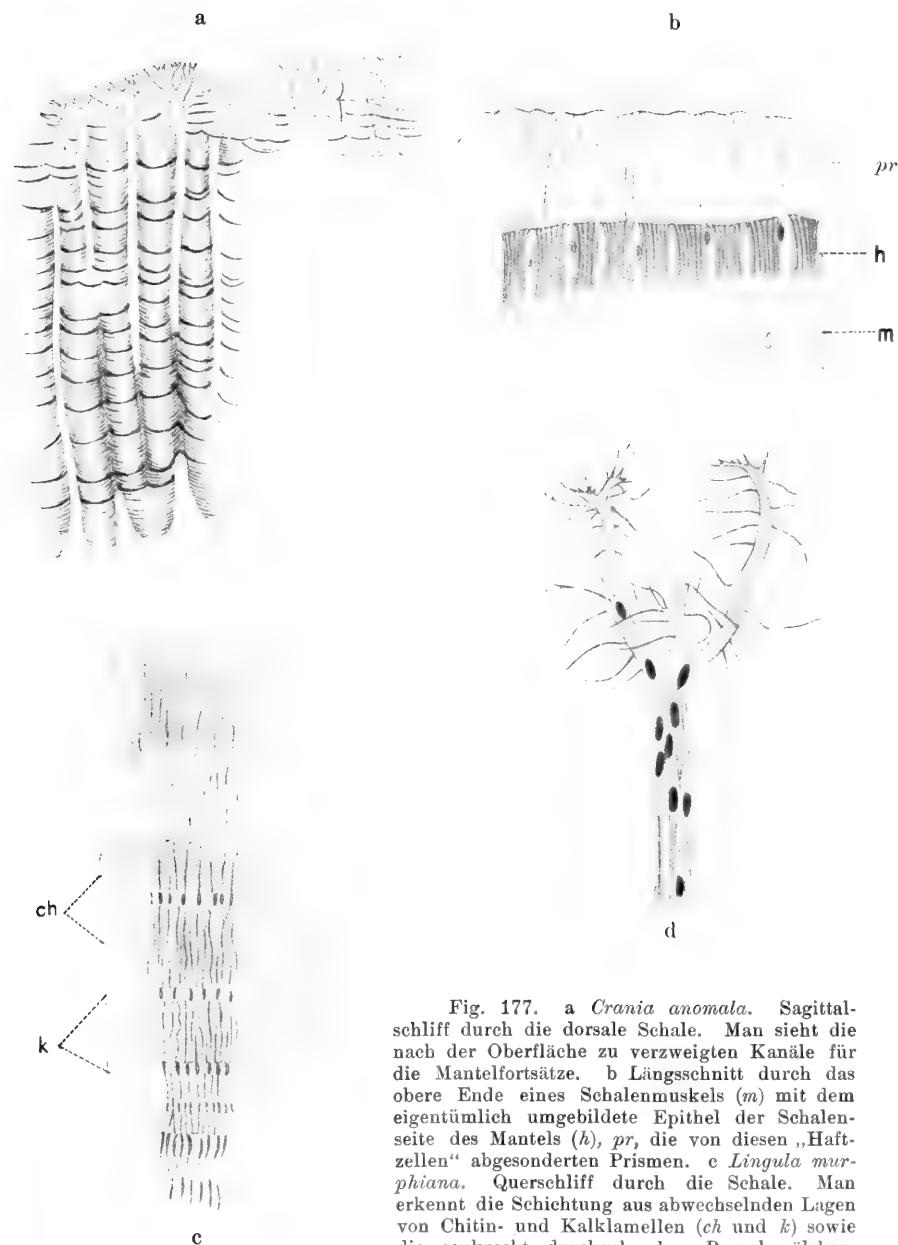 a
b
pr
h
m
ch
k
d
c
Fig. 177. a Crania anomala. Sagittal-
schliff durch die dorsale Schale. Man sieht die
nach der Oberfläche zu verzweigten Kanäle für
die Mantelfortsätze. b Längsschnitt durch das
obere Ende eines Schalenmuskels (m) mit dem
eigentümlich umgebildete Epithel der Schalen-
seite des Mantels (h), pr, die von diesen „Haft-
zellen“ abgesonderten Prismen. c Lingula mur-
phiana. Querschliff durch die Schale. Man
erkennt die Schichtung aus abwechselnden Lagen
von Chitin- und Kalklamellen (ch und k) sowie